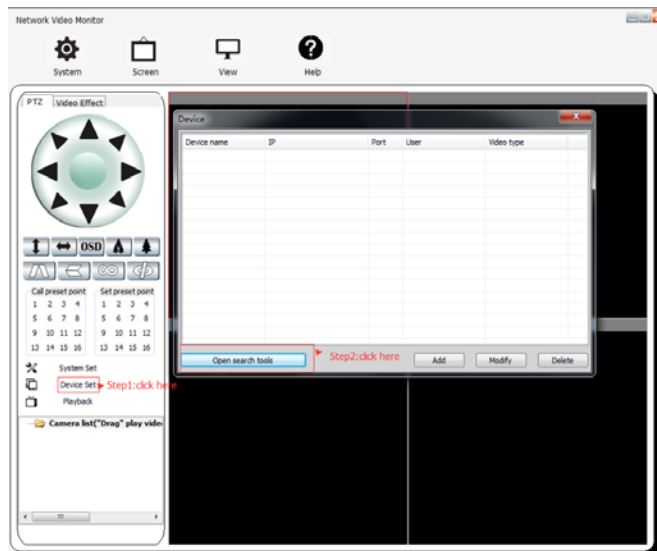 Network Video Monitor
System Screen View Help
PTZ Video Effect
Device
Device name IP Port User Video type
OSD
Call preset point Set preset point
1 2 3 4 1 2 3 4
5 6 7 8 5 6 7 8
9 10 11 12 9 10 11 12
13 14 15 16 13 14 15 16
Open search tools Step2:click here Add Modify Delete
System Set
Device Set Step1:click here
Playback
Camera list("Drag" play video